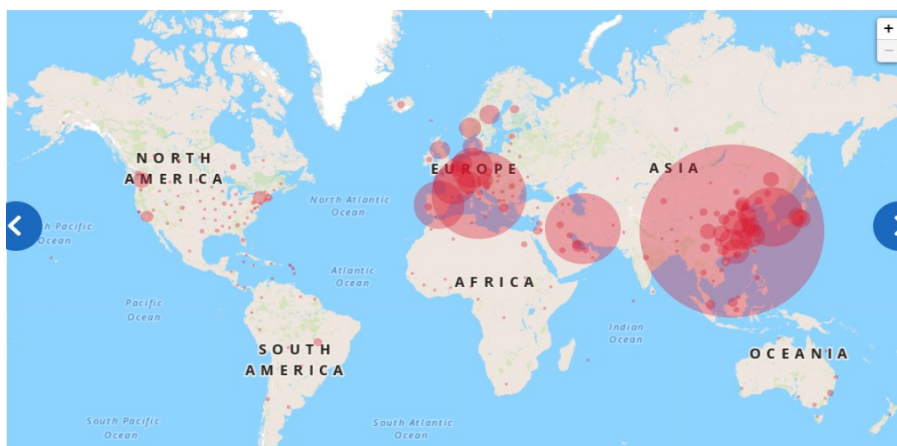 +
−
NORTH
AMERICA
EUROPE
ASIA
North Atlantic
Ocean
Pacific
Ocean
AFRICA
Atlantic
Ocean
Pacific
Ocean
Indian
Ocean
SOUTH
AMERICA
OCEANIA
South Pacific
Ocean
South Atlantic
Ocean